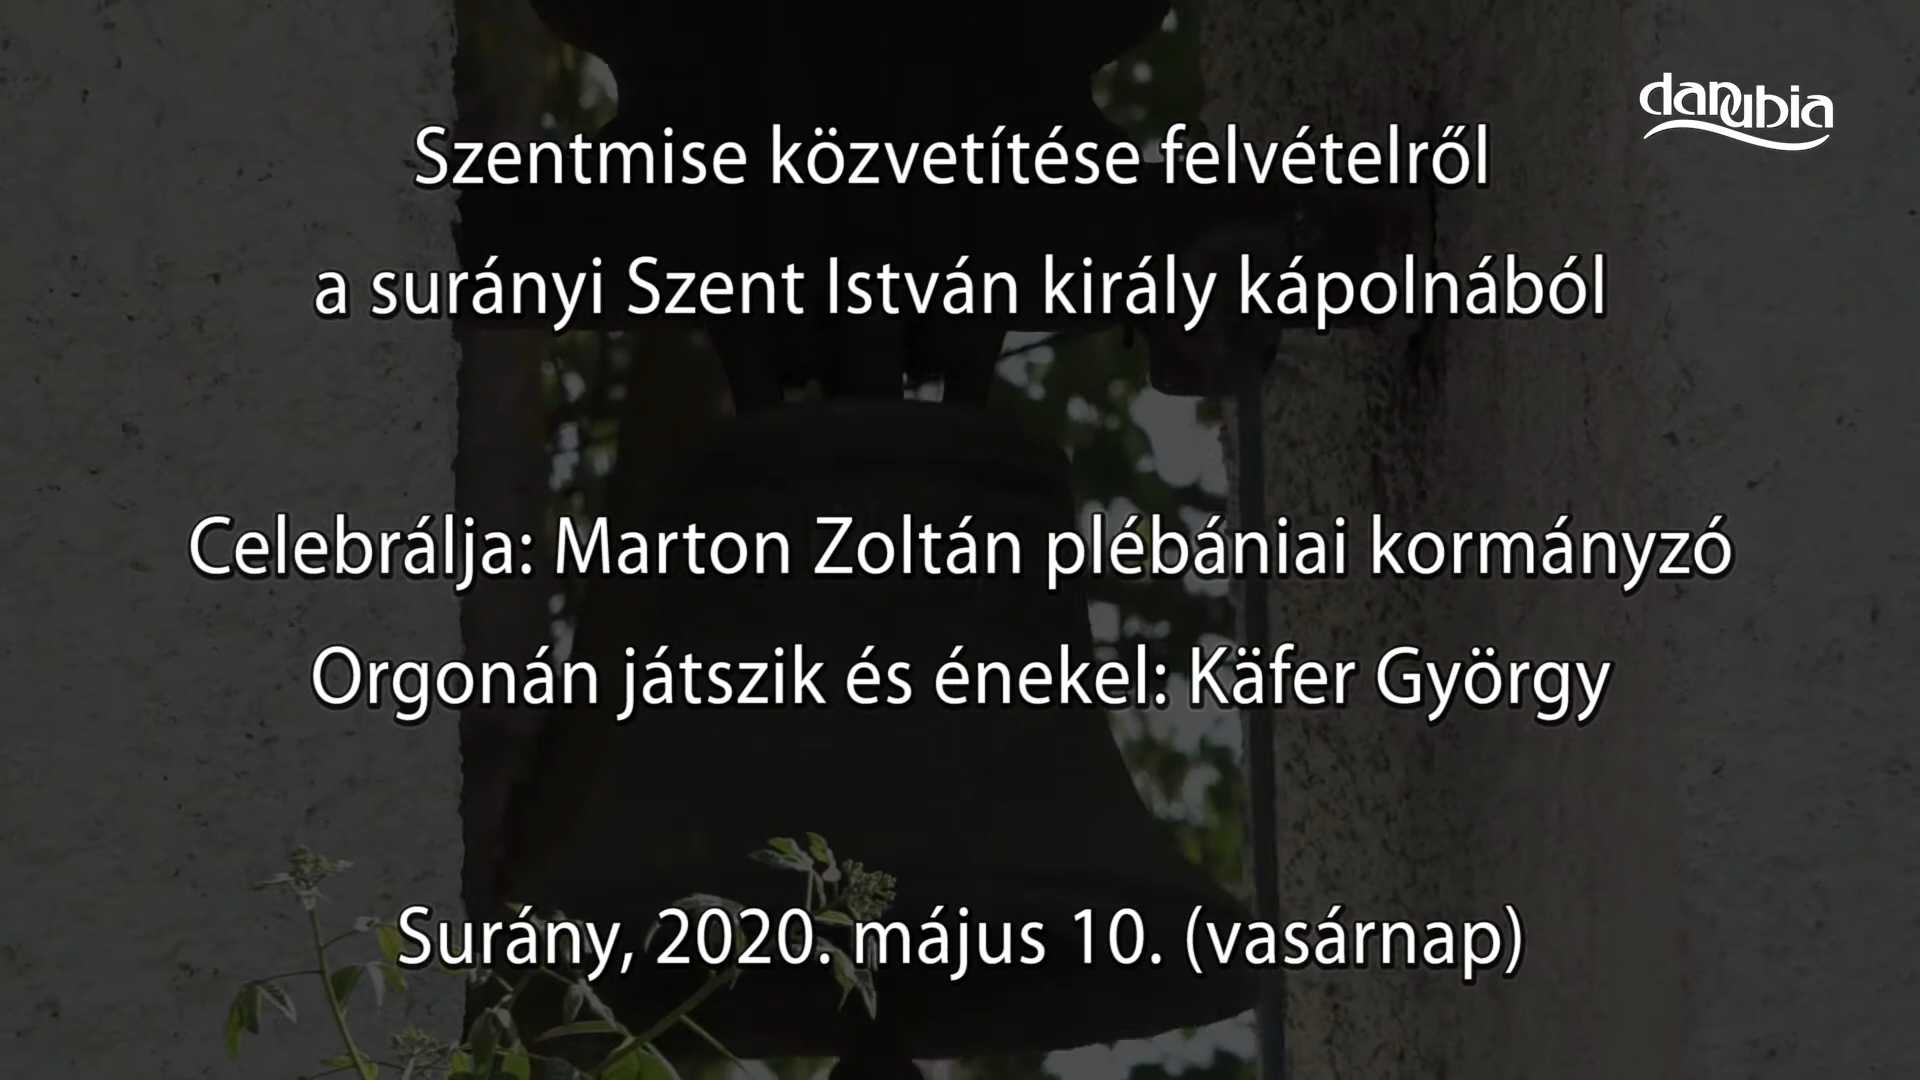 danubia
Szentmise közvetítése felvételről
a surányi Szent István király kápolnából
Celebrálja: Marton Zoltán plébániai kormányzó
Orgonán játszik és énekel: Käfer György
Surány, 2020. május 10. (vasárnap)